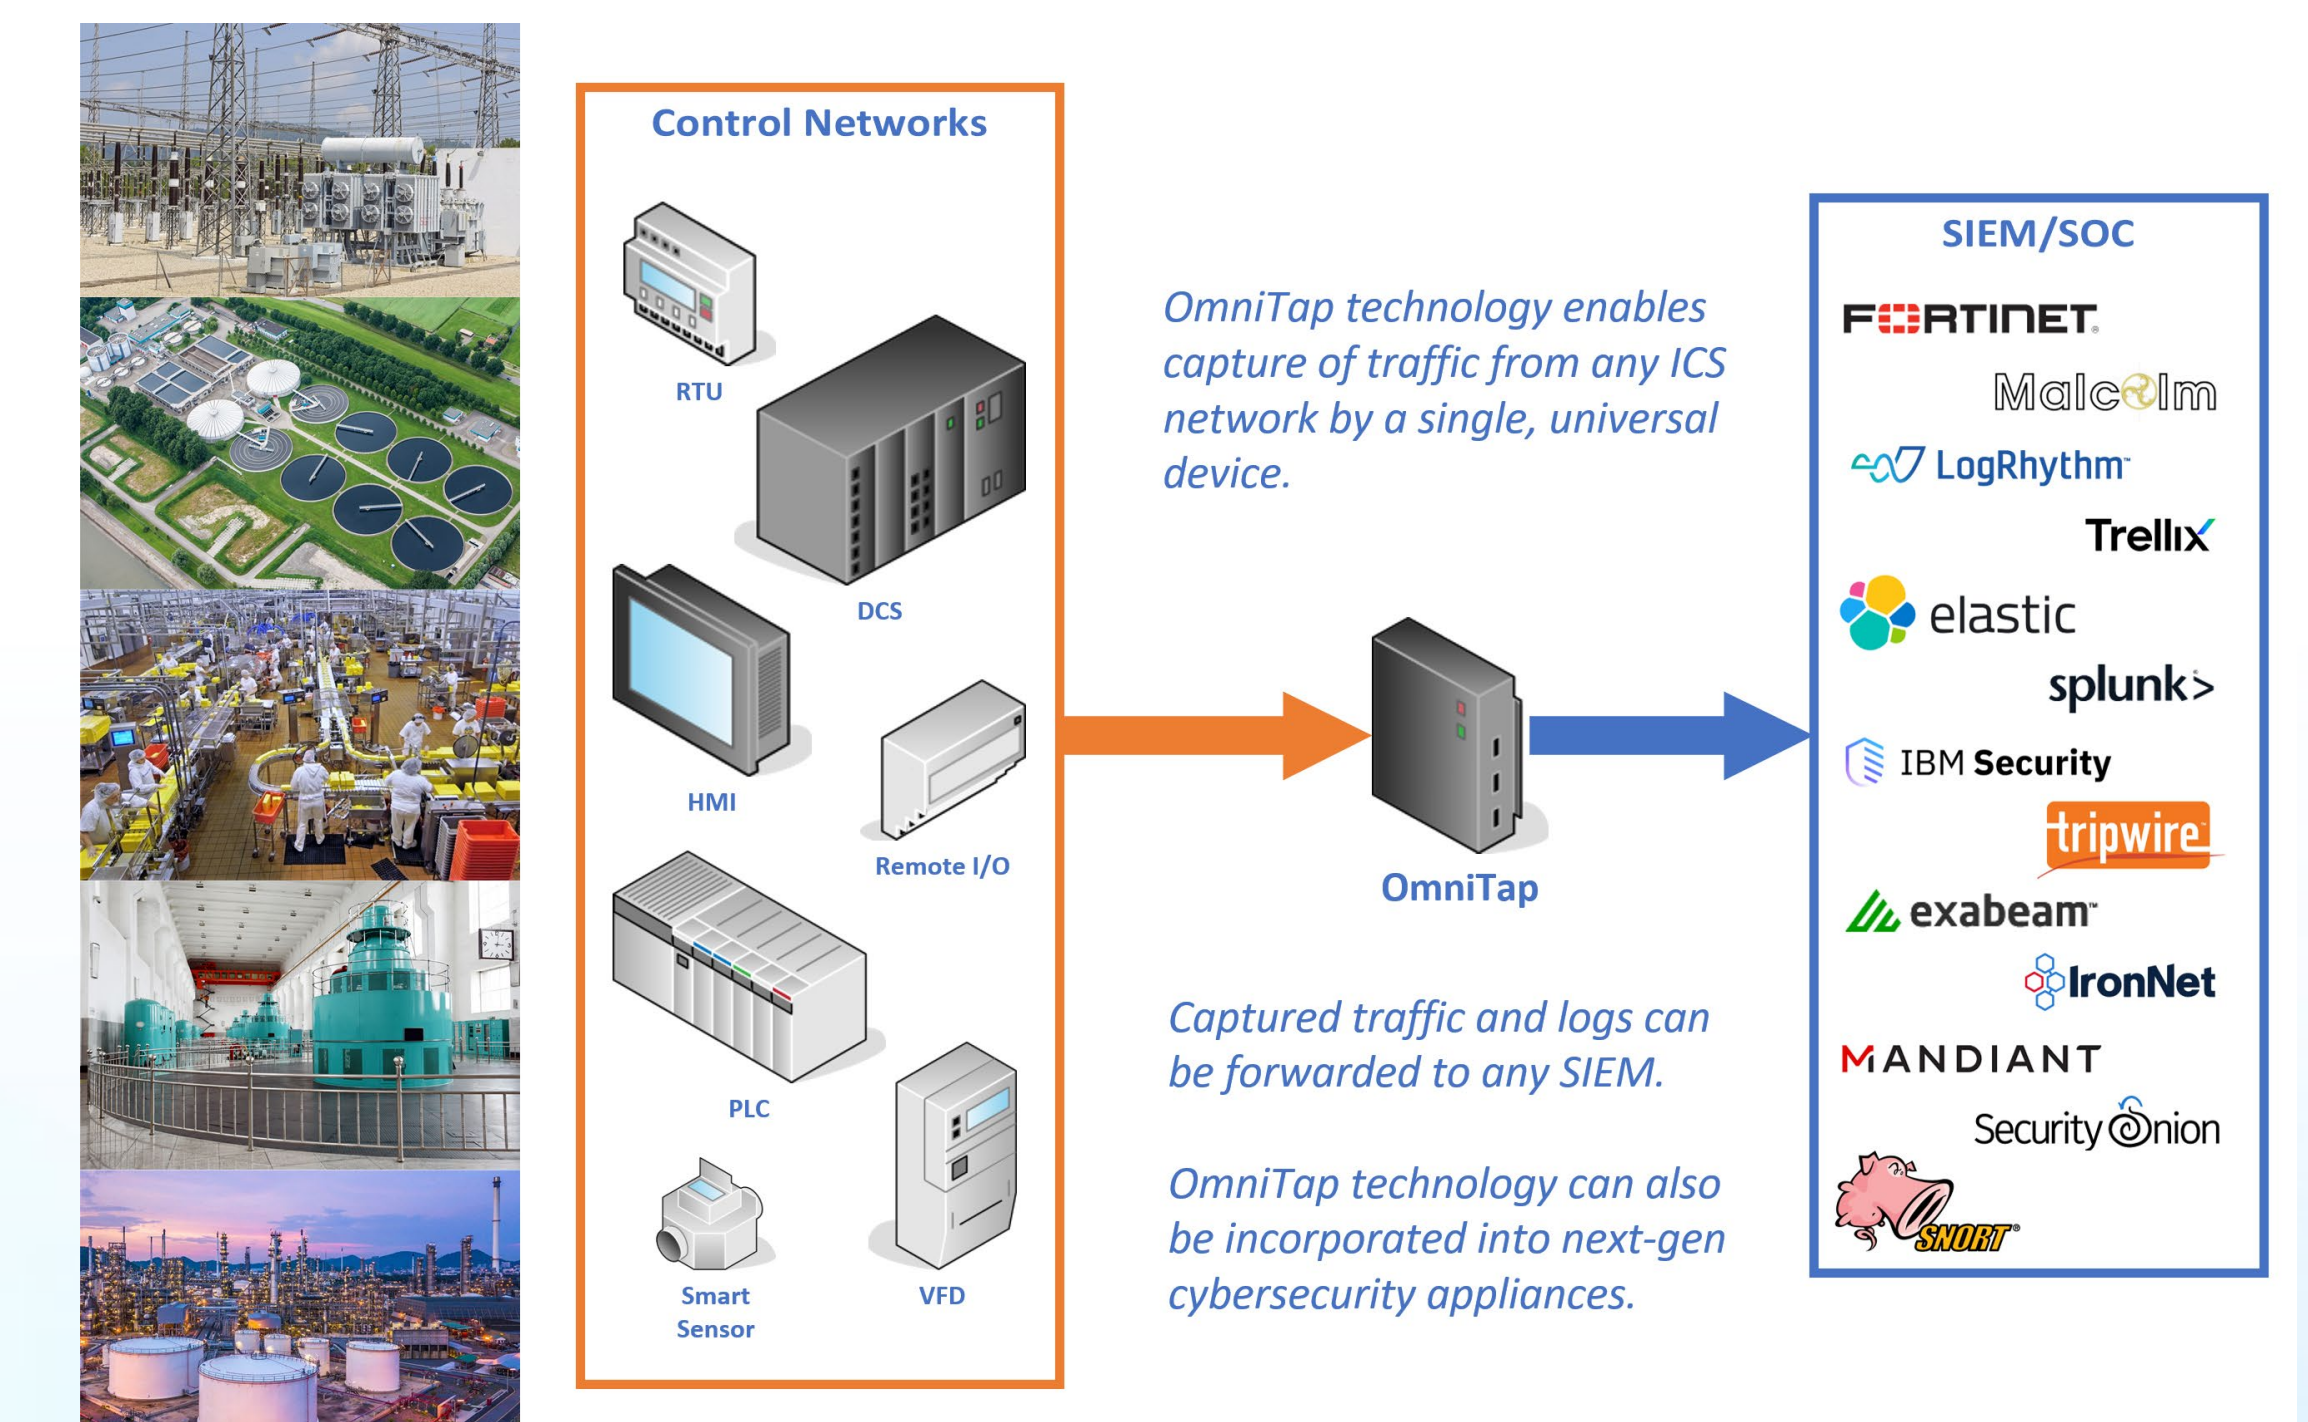 Control Networks
RTU
DCS
HMI
Remote I/O
PLC
Smart
Sensor
VFD
OmniTap technology enables
capture of traffic from any ICS
network by a single, universal
device.
OmniTap
Captured traffic and logs can
be forwarded to any SIEM.
OmniTap technology can also
be incorporated into next-gen
cybersecurity appliances.
SIEM/SOC
FORTINET®
Malcolm
LogRhythm™
Trellix
elastic
splunk>
IBM Security
tripwire
exabeam™
IronNet
MANDIANT
Security Onion
SNORT®